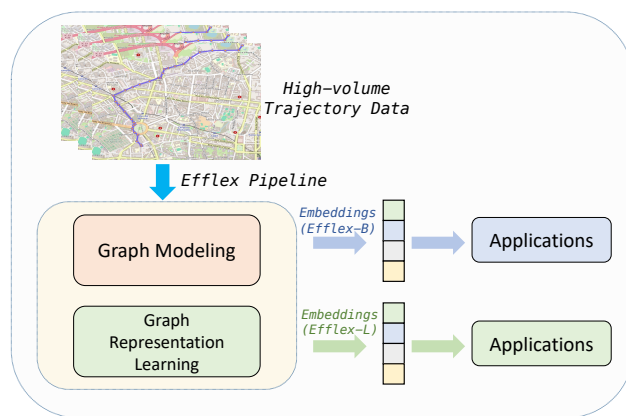 High-volume
Trajectory Data
Efflex Pipeline
Graph Modeling
Embeddings
(Efflex-B)
Applications
Graph
Representation
Learning
Embeddings
(Efflex-L)
Applications